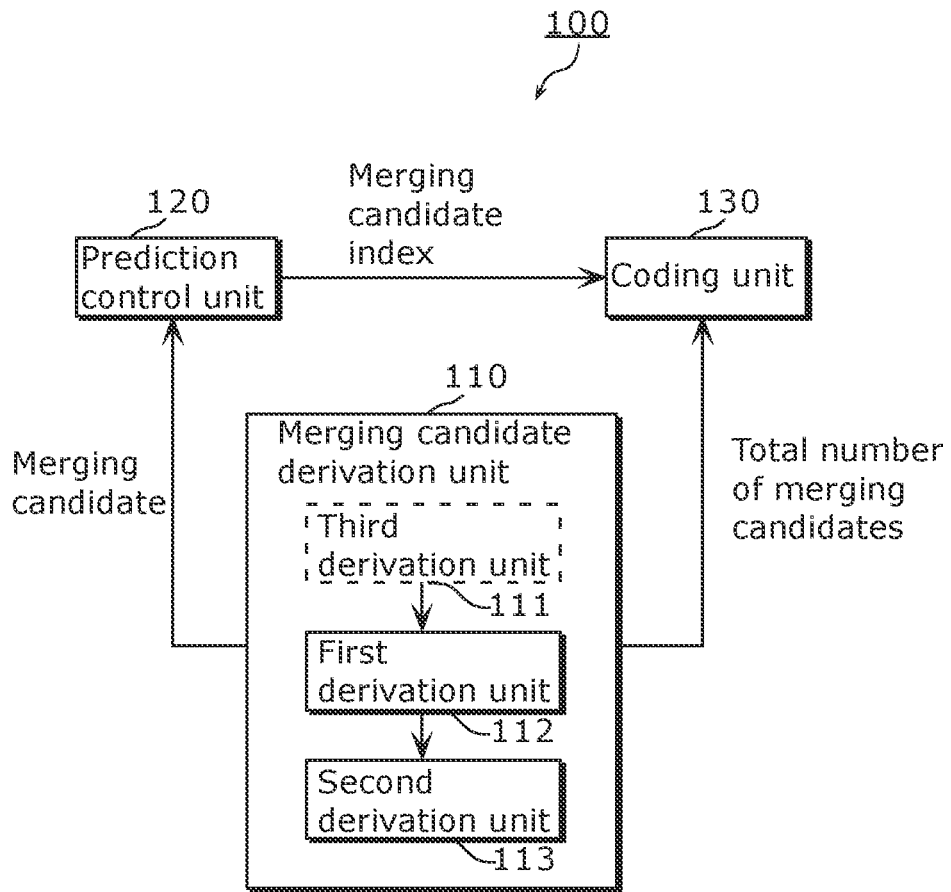 100
120
Merging
candidate
index
130
Prediction
control unit
Coding unit
110
Merging candidate
derivation unit
Merging
candidate
Total number
of merging
candidates
Third
derivation unit
111
First
derivation unit
112
Second
derivation unit
113